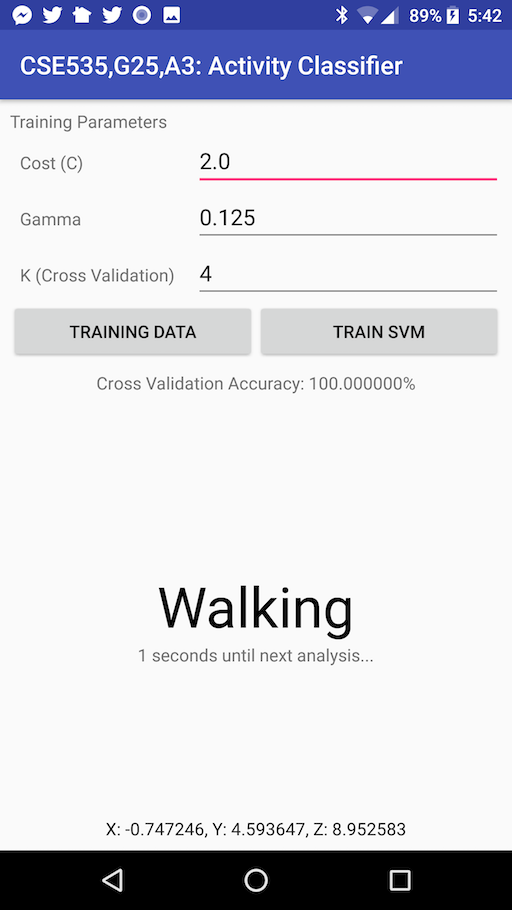 89% 5:42
CSE535,G25,A3: Activity Classifier
Training Parameters
Cost (C) 2.0
Gamma 0.125
K (Cross Validation) 4
TRAINING DATA TRAIN SVM
Cross Validation Accuracy: 100.000000%
Walking
1 seconds until next analysis...
X: -0.747246, Y: 4.593647, Z: 8.952583